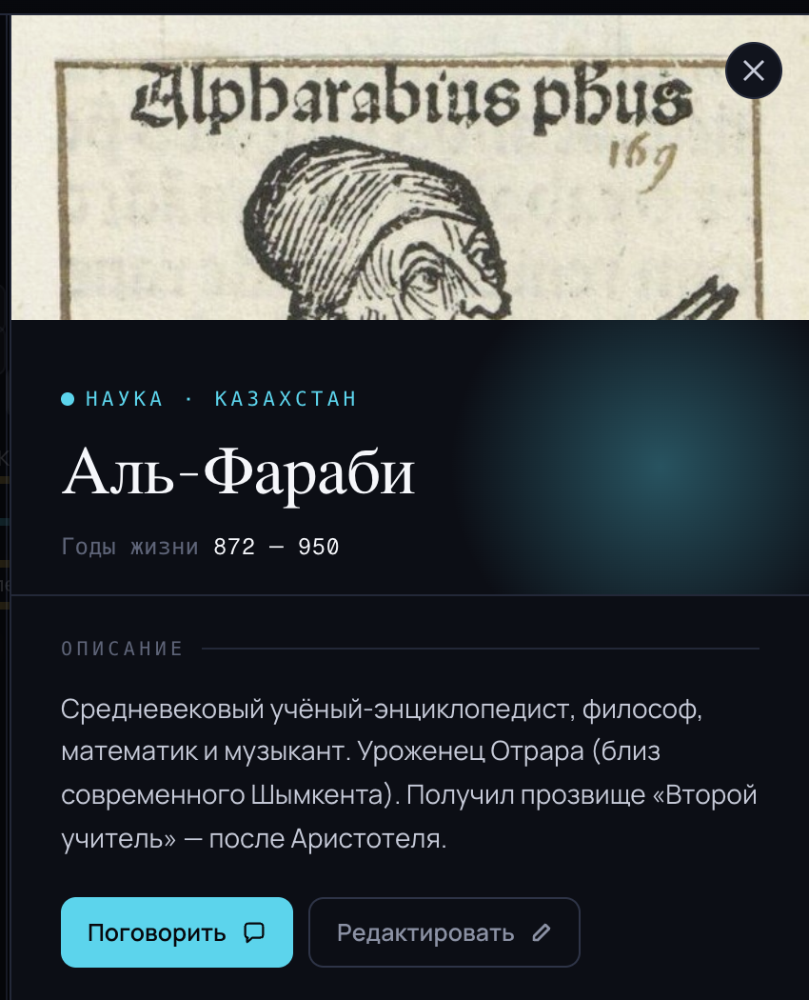 Alpharabius phus
169
НАУКА · КАЗАХСТАН
Аль-Фараби
Годы жизни 872 — 950
ОПИСАНИЕ
Средневековый учёный-энциклопедист, философ,
математик и музыкант. Уроженец Отрара (близ
современного Шымкента). Получил прозвище «Второй
учитель» — после Аристотеля.
Поговорить
Редактировать